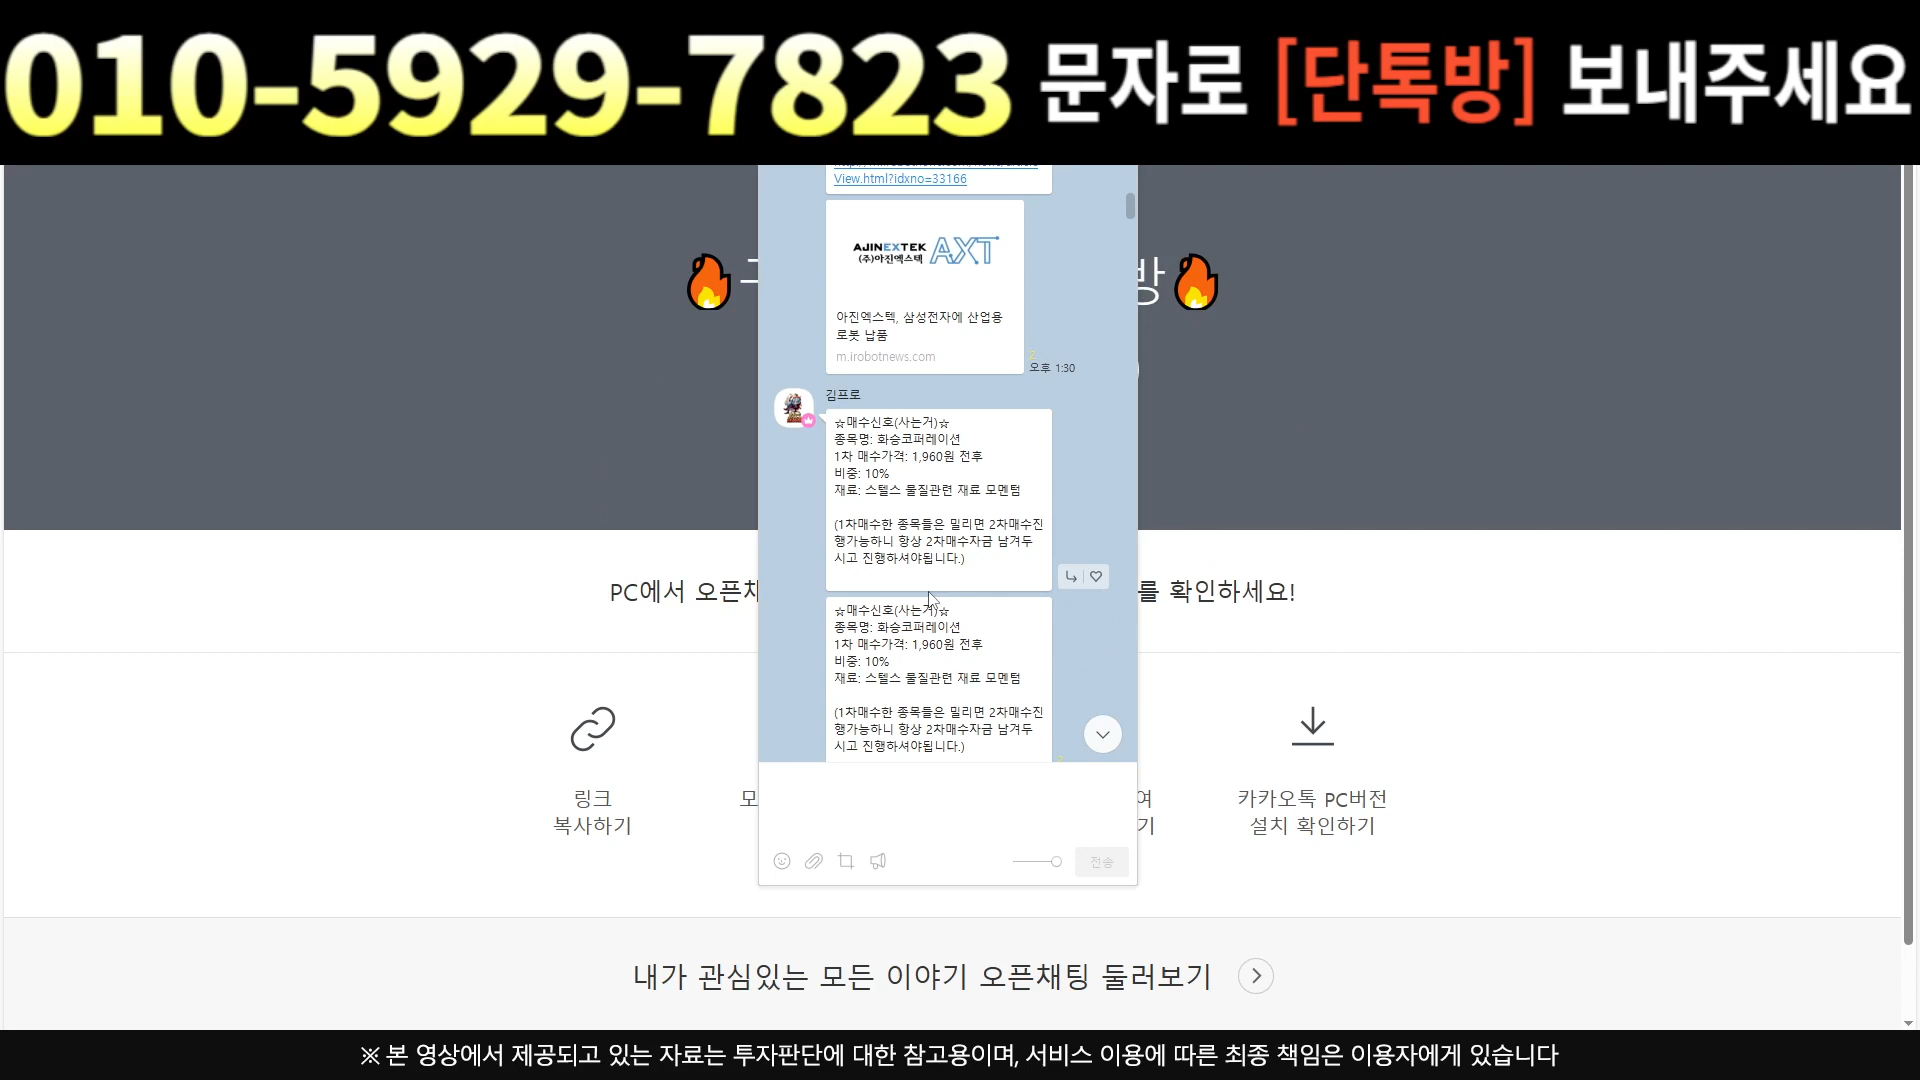 010-5929-7823 문자로 [단톡방] 보내주세요
View.html?idxno=33166
AJINEXTEK
(주)아진엑스텍
AXT
아진엑스텍, 삼성전자에 산업용
로봇 납품
m.irobotnews.com
2
오후 1:30
방
김프로
☆매수신호(사는거)☆
종목명: 화승코퍼레이션
1차 매수가격: 1,960원 전후
비중: 10%
재료: 스텔스 물질관련 재료 모멘텀
(1차매수한 종목들은 밀리면 2차매수진
행가능하니 항상 2차매수자금 남겨두
시고 진행하셔야됩니다.)
☆매수신호(사는거)☆
종목명: 화승코퍼레이션
1차 매수가격: 1,960원 전후
비중: 10%
재료: 스텔스 물질관련 재료 모멘텀
(1차매수한 종목들은 밀리면 2차매수진
행가능하니 항상 2차매수자금 남겨두
시고 진행하셔야됩니다.)
PC에서 오픈채
를 확인하세요!
링크
복사하기
모
여
기
카카오톡 PC버전
설치 확인하기
전송
내가 관심있는 모든 이야기 오픈채팅 둘러보기
※ 본 영상에서 제공되고 있는 자료는 투자판단에 대한 참고용이며, 서비스 이용에 따른 최종 책임은 이용자에게 있습니다